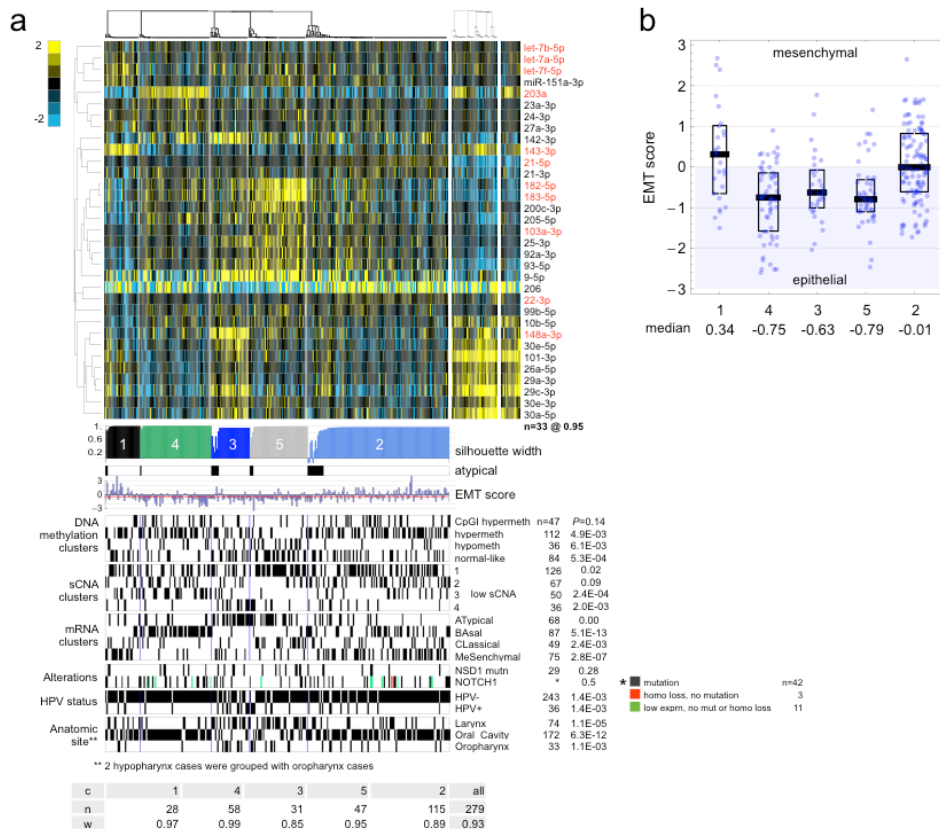 a
b
2
-2
let-7b-5p
let-7a-5p
let-7f-5p
miR-151a-3p
203a
23a-3p
24-3p
27a-3p
142-3p
143-3p
21-5p
21-3p
182-5p
183-5p
200c-3p
205-5p
103a-3p
25-3p
92a-3p
93-5p
9-5p
206
22-3p
99b-5p
10b-5p
148a-3p
30e-5p
101-3p
26a-5p
29a-3p
29c-3p
30e-3p
30a-5p
n=33 @ 0.95
1.
0.6
0.2
1 4 3 5 2
silhouette width
atypical
3
-3
EMT score
DNA methylation clusters
CpGI hypermeth n=47 P=0.14
hypermeth 112 4.9E-03
hypometh 36 6.1E-03
normal-like 84 5.3E-04
sCNA clusters
1 126 0.02
2 67 0.09
3 low sCNA 50 2.4E-04
4 36 2.0E-03
mRNA clusters
ATypical 68 0.00
BAsal 87 5.1E-13
CLassical 49 2.4E-03
MeSenchymal 75 2.8E-07
Alterations
NSD1 mutn 29 0.28
NOTCH1 * 0.5
* mutation n=42
homo loss, no mutation 3
low exprn, no mut or homo loss 11
HPV status
HPV- 243 1.4E-03
HPV+ 36 1.4E-03
Anatomic site**
Larynx 74 1.1E-05
Oral Cavity 172 6.3E-12
Oropharynx 33 1.1E-03
** 2 hypopharynx cases were grouped with oropharynx cases
c 1 4 3 5 2 all
n 28 58 31 47 115 279
w 0.97 0.99 0.85 0.95 0.89 0.93
EMT score
3
2
1
0
-1
-2
-3
mesenchymal
epithelial
1 4 3 5 2
median 0.34 -0.75 -0.63 -0.79 -0.01